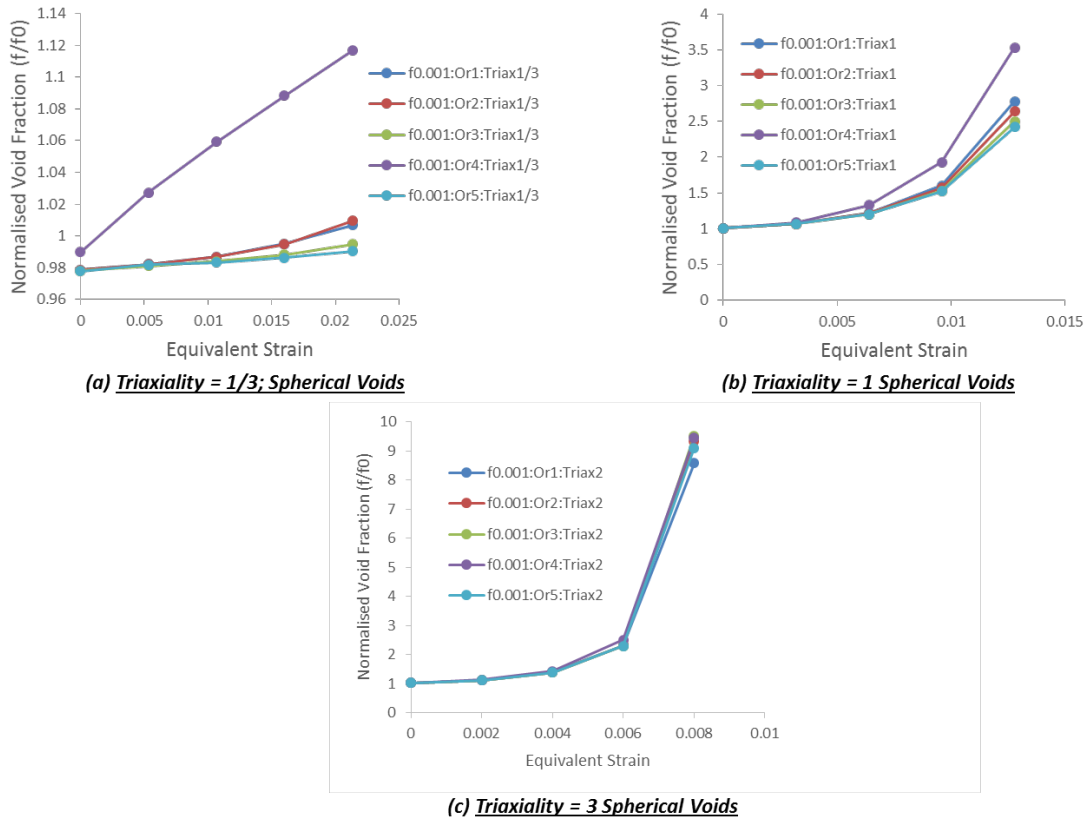 Normalised Void Fraction (f/f0)
1.14
1.12
1.1
1.08
1.06
1.04
1.02
1
0.98
0.96
0
0.005
0.01
0.015
0.02
0.025
Equivalent Strain
f0.001:Or1:Triax1/3
f0.001:Or2:Triax1/3
f0.001:Or3:Triax1/3
f0.001:Or4:Triax1/3
f0.001:Or5:Triax1/3
(a) Triaxiality = 1/3; Spherical Voids
Normalised Void Fraction (f/f0)
4
3.5
3
2.5
2
1.5
1
0.5
0
0
0.005
0.01
0.015
Equivalent Strain
f0.001:Or1:Triax1
f0.001:Or2:Triax1
f0.001:Or3:Triax1
f0.001:Or4:Triax1
f0.001:Or5:Triax1
(b) Triaxiality = 1 Spherical Voids
Normalised Void Fraction (f/f0)
10
9
8
7
6
5
4
3
2
1
0
0
0.002
0.004
0.006
0.008
0.01
Equivalent Strain
f0.001:Or1:Triax2
f0.001:Or2:Triax2
f0.001:Or3:Triax2
f0.001:Or4:Triax2
f0.001:Or5:Triax2
(c) Triaxiality = 3 Spherical Voids